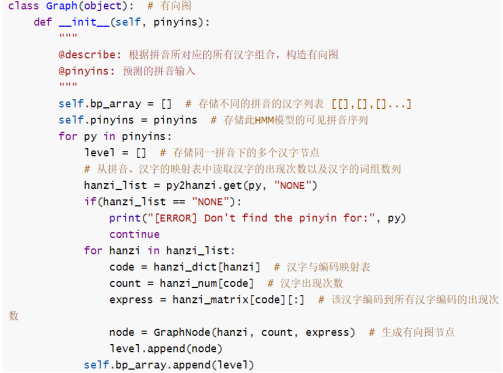 class Graph(object):  # 有向图
    def __init__(self, pinyins):
        """
        @describe: 根据拼音所对应的所有汉字组合，构造有向图
        @pinyins: 预测的拼音输入
        """
        self.bp_array = []  # 存储不同的拼音的汉字列表 [[],[],[]...]
        self.pinyins = pinyins  # 存储此HMM模型的可见拼音序列
        for py in pinyins:
            level = []  # 存储同一拼音下的多个汉字节点
            # 从拼音、汉字的映射表中读取汉字的出现次数以及汉字的词组数列
            hanzi_list = py2hanzi.get(py, "NONE")
            if(hanzi_list == "NONE"):
                print("[ERROR] Don't find the pinyin for:", py)
                continue
            for hanzi in hanzi_list:
                code = hanzi_dict[hanzi]  # 汉字与编码映射表
                count = hanzi_num[code]  # 汉字出现次数
                express = hanzi_matrix[code][:]  # 该汉字编码到所有汉字编码的出现次
数
                node = GraphNode(hanzi, count, express)  # 生成有向图节点
                level.append(node)
            self.bp_array.append(level)